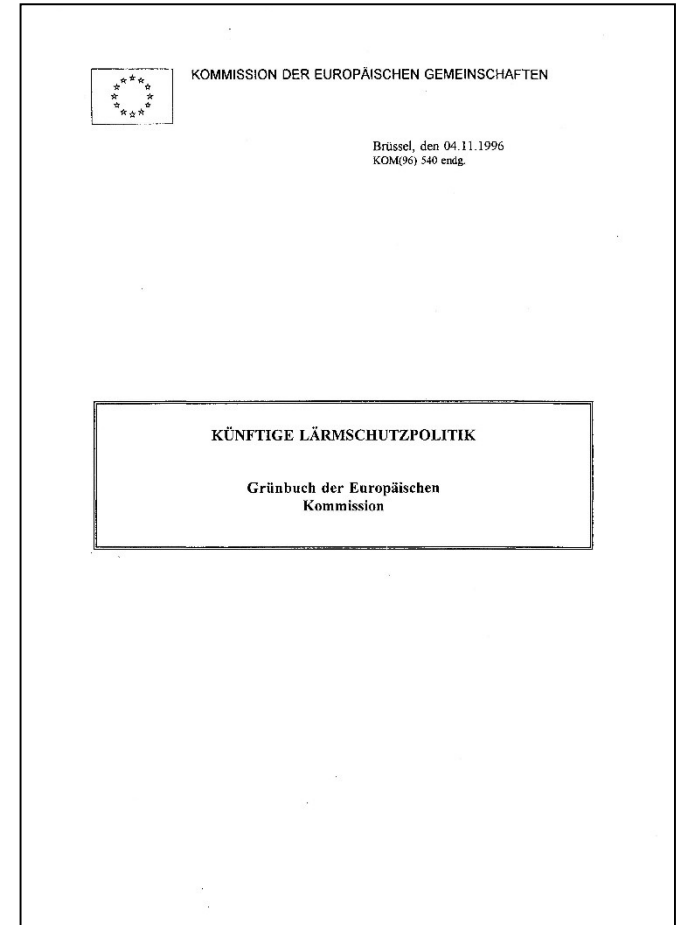 KOMMISSION DER EUROPÄISCHEN GEMEINSCHAFTEN
Brüssel, den 04.11.1996
KOM(96) 540 endg.
KÜNFTIGE LÄRMSCHUTZPOLITIK
Grünbuch der Europäischen
Kommission